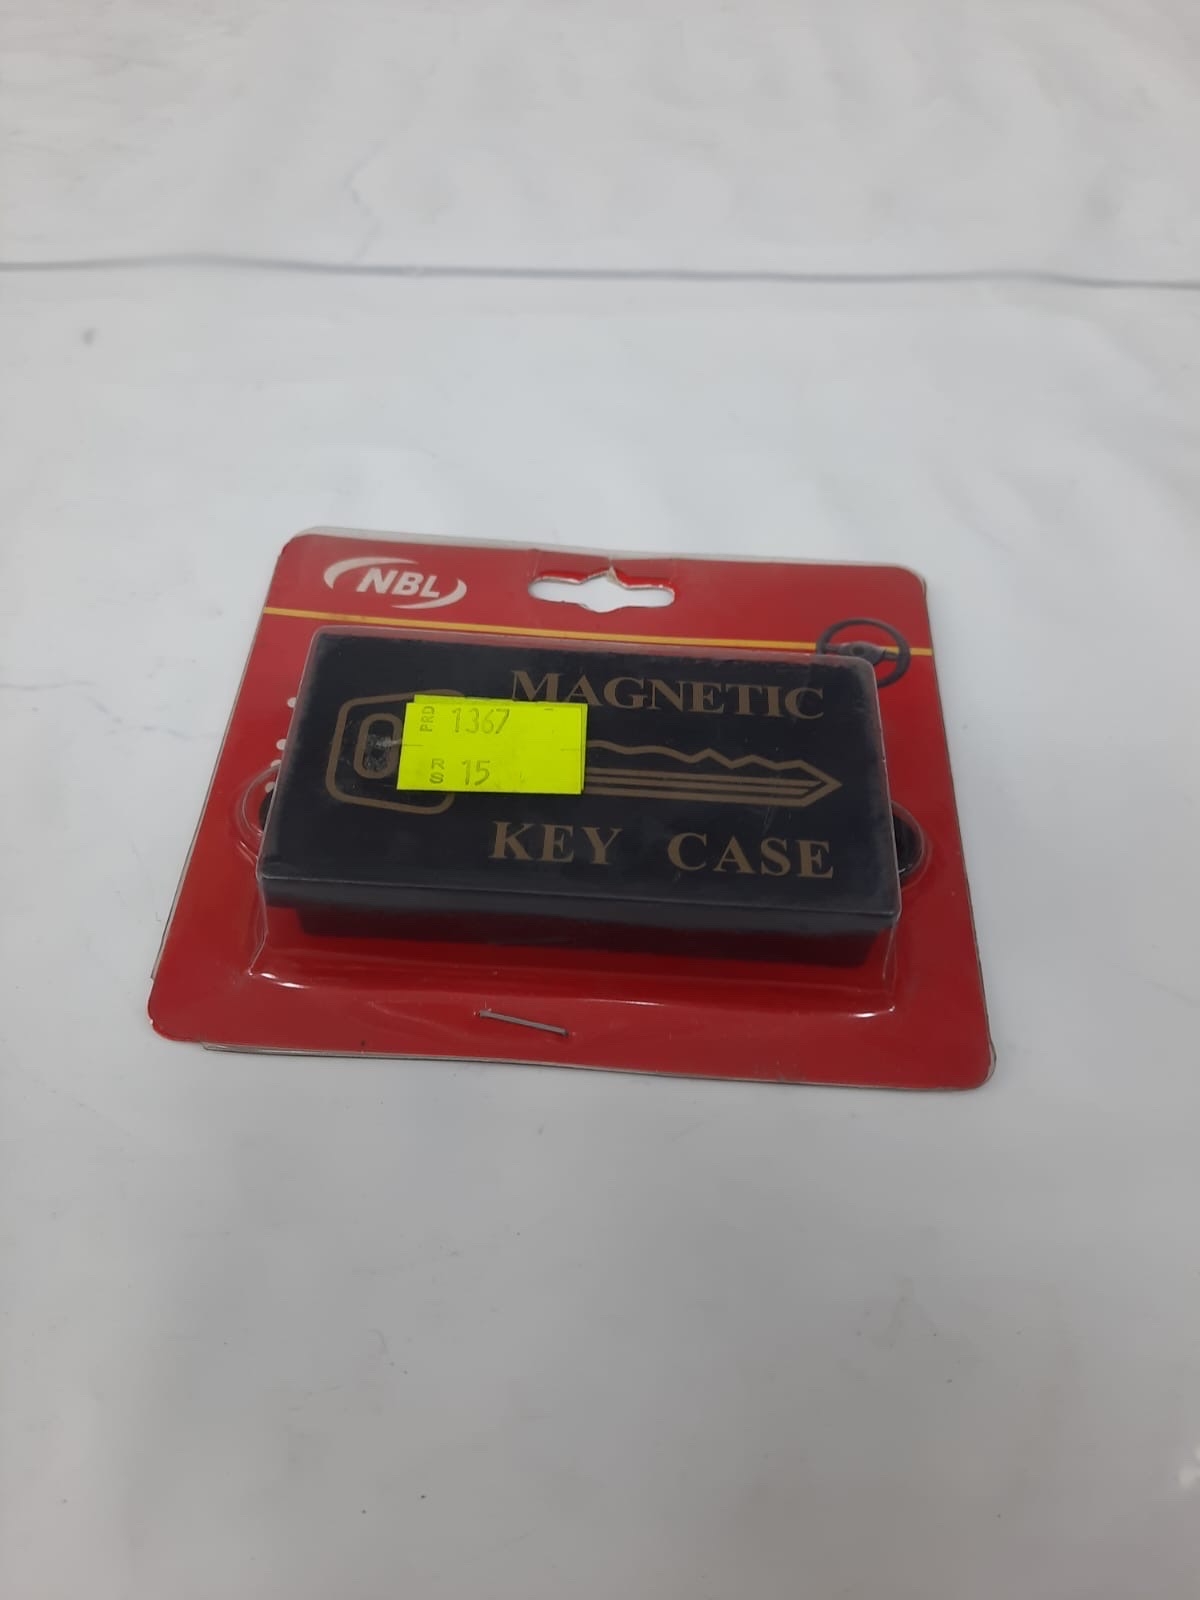 NBL
MAGNETIC
PRD 1367
RS 15
KEY CASE